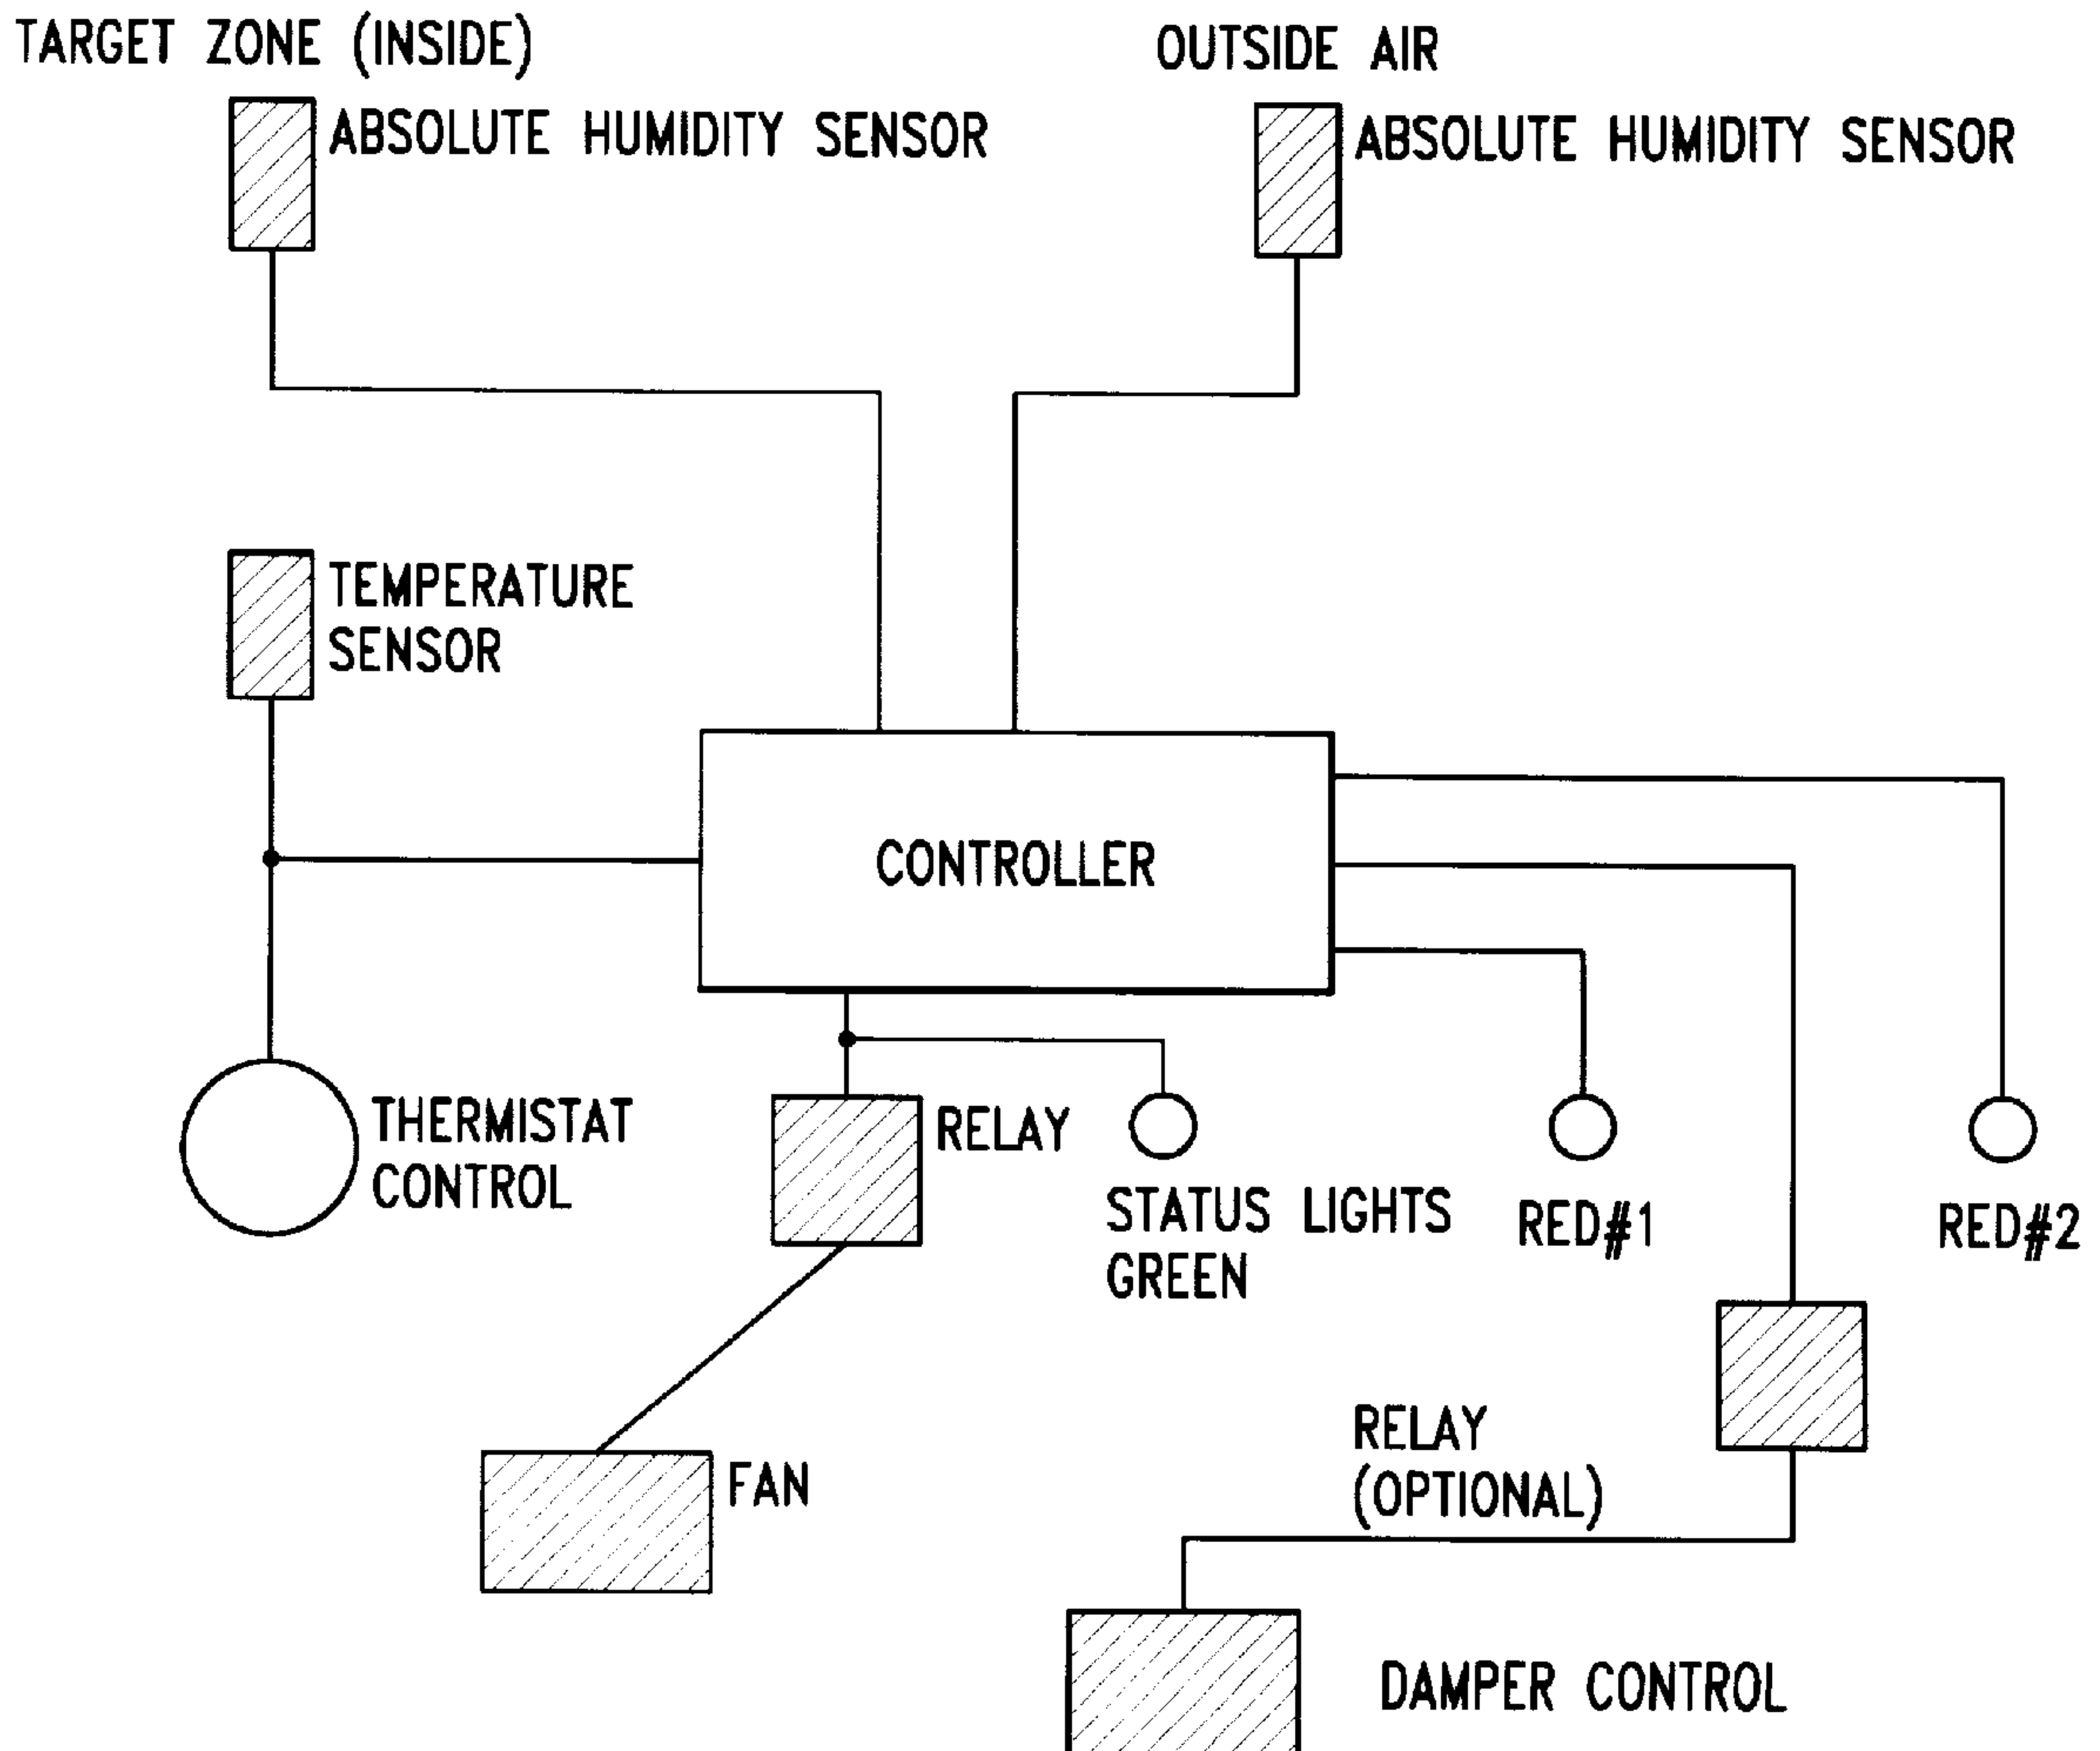 TARGET ZONE (INSIDE)
OUTSIDE AIR
ABSOLUTE HUMIDITY SENSOR
ABSOLUTE HUMIDITY SENSOR
TEMPERATURE
SENSOR
CONTROLLER
THERMISTAT
CONTROL
RELAY
STATUS LIGHTS
GREEN
RED#1
RED#2
FAN
RELAY
(OPTIONAL)
DAMPER CONTROL